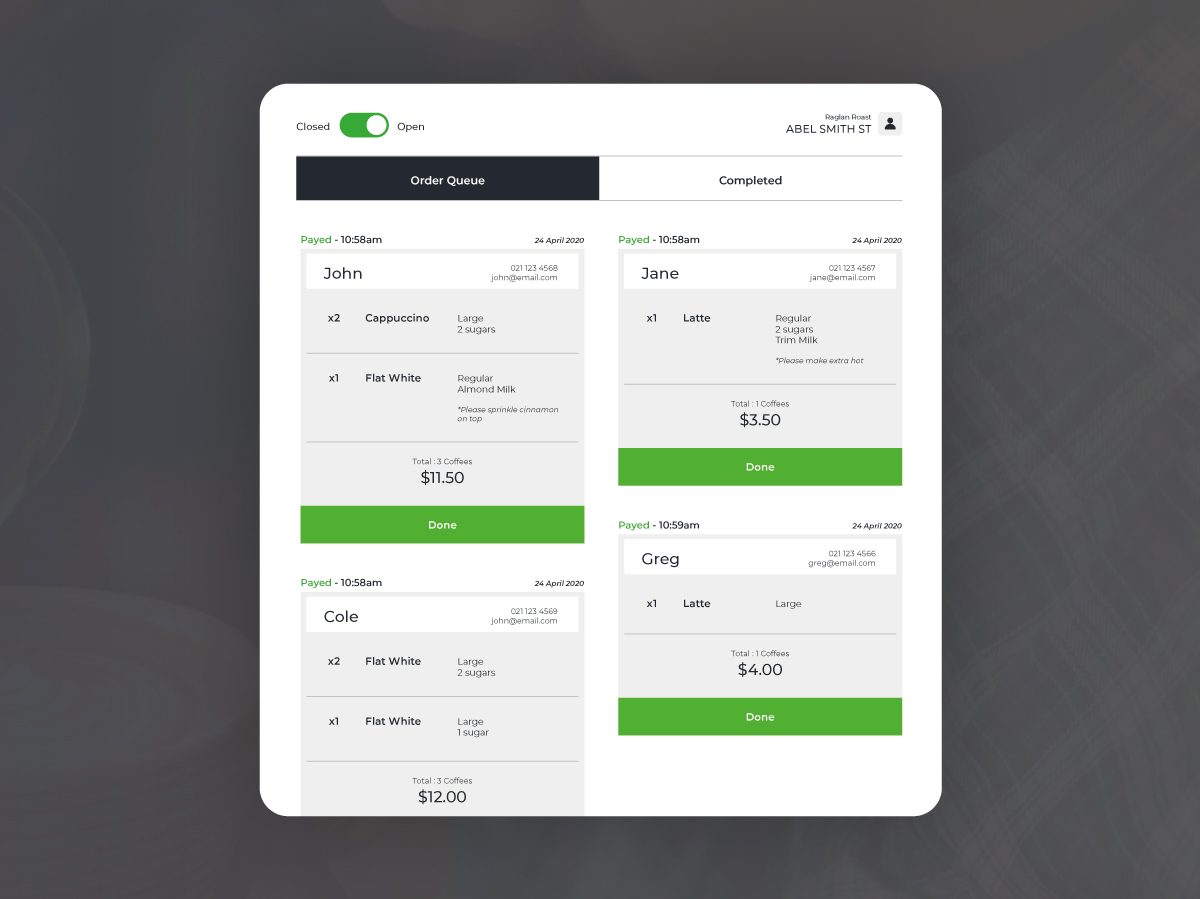 Closed
Open
Raglan Roast
ABEL SMITH ST
Order Queue
Completed
Payed - 10:58am
24 April 2020
John
021 123 4568
john@email.com
x2
Cappuccino
Large
2 sugars
x1
Flat White
Regular
Almond Milk
*Please sprinkle cinnamon
on top
Total : 3 Coffees
$11.50
Done
Payed - 10:58am
24 April 2020
Cole
021 123 4569
john@email.com
x2
Flat White
Large
2 sugars
x1
Flat White
Large
1 sugar
Total : 3 Coffees
$12.00
Payed - 10:58am
24 April 2020
Jane
021 123 4567
jane@email.com
x1
Latte
Regular
2 sugars
Trim Milk
*Please make extra hot
Total : 1 Coffees
$3.50
Done
Payed - 10:59am
24 April 2020
Greg
021 123 4566
greg@email.com
x1
Latte
Large
Total : 1 Coffees
$4.00
Done